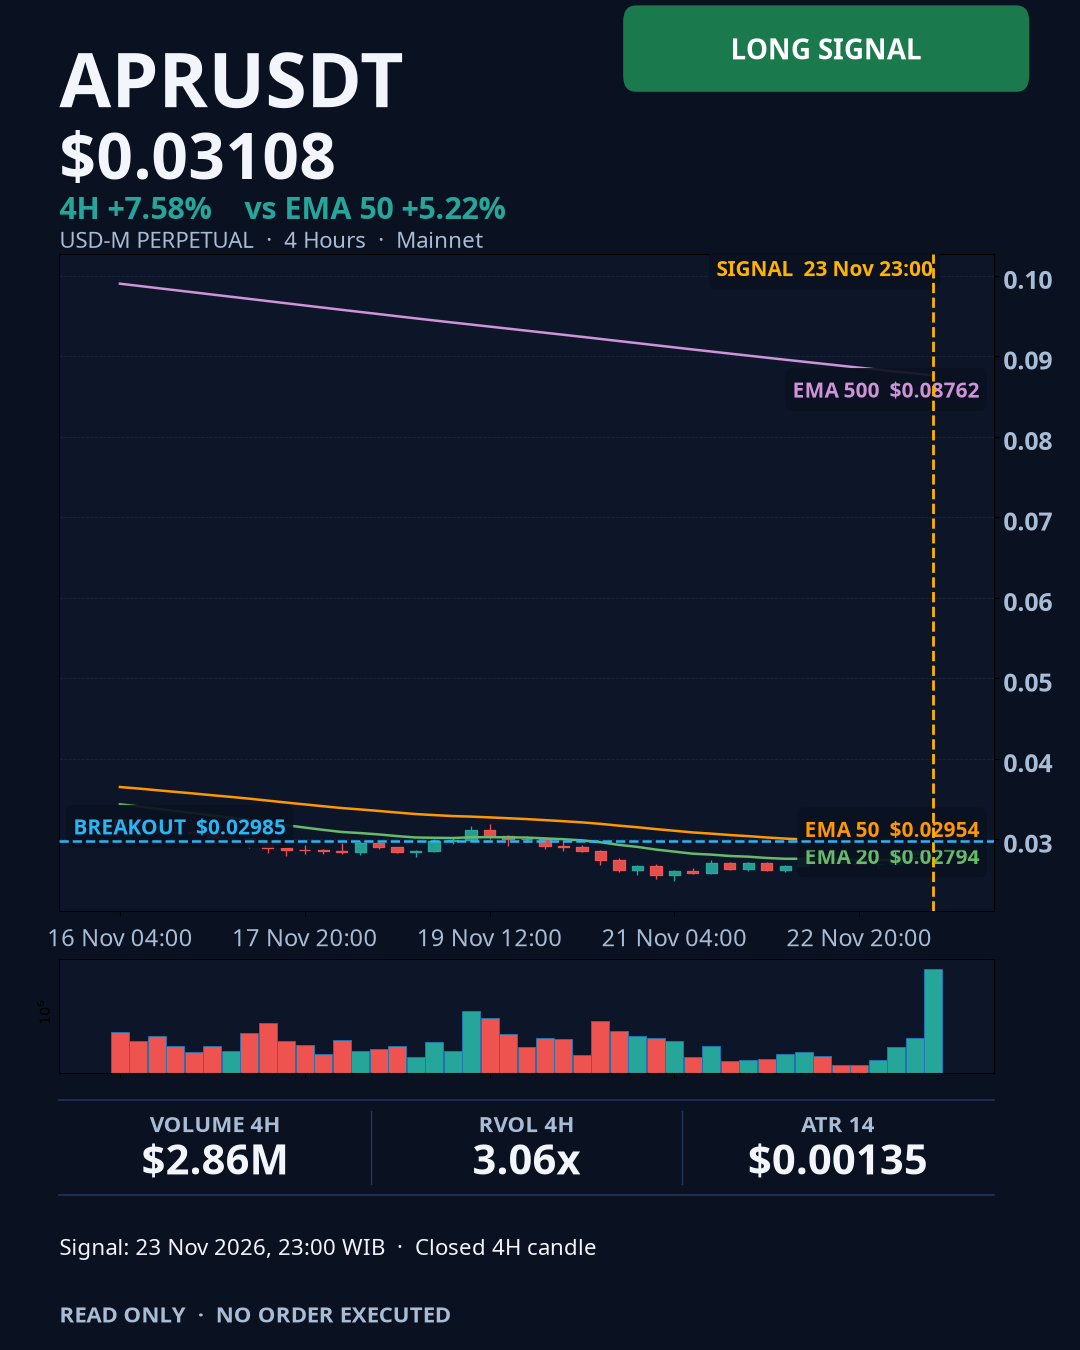 LONG SIGNAL
APRUSDT
$0.03108
4H +7.58% vs EMA 50 +5.22%
USD-M PERPETUAL · 4 Hours · Mainnet
SIGNAL 23 Nov 23:00
0.10
0.09
EMA 500 $0.08762
0.08
0.07
0.06
0.05
0.04
BREAKOUT $0.02985
EMA 50 $0.02954
0.03
EMA 20 $0.02794
16 Nov 04:00 17 Nov 20:00 19 Nov 12:00 21 Nov 04:00 22 Nov 20:00
10⁶
VOLUME 4H RVOL 4H ATR 14
$2.86M 3.06x $0.00135
Signal: 23 Nov 2026, 23:00 WIB · Closed 4H candle
READ ONLY · NO ORDER EXECUTED